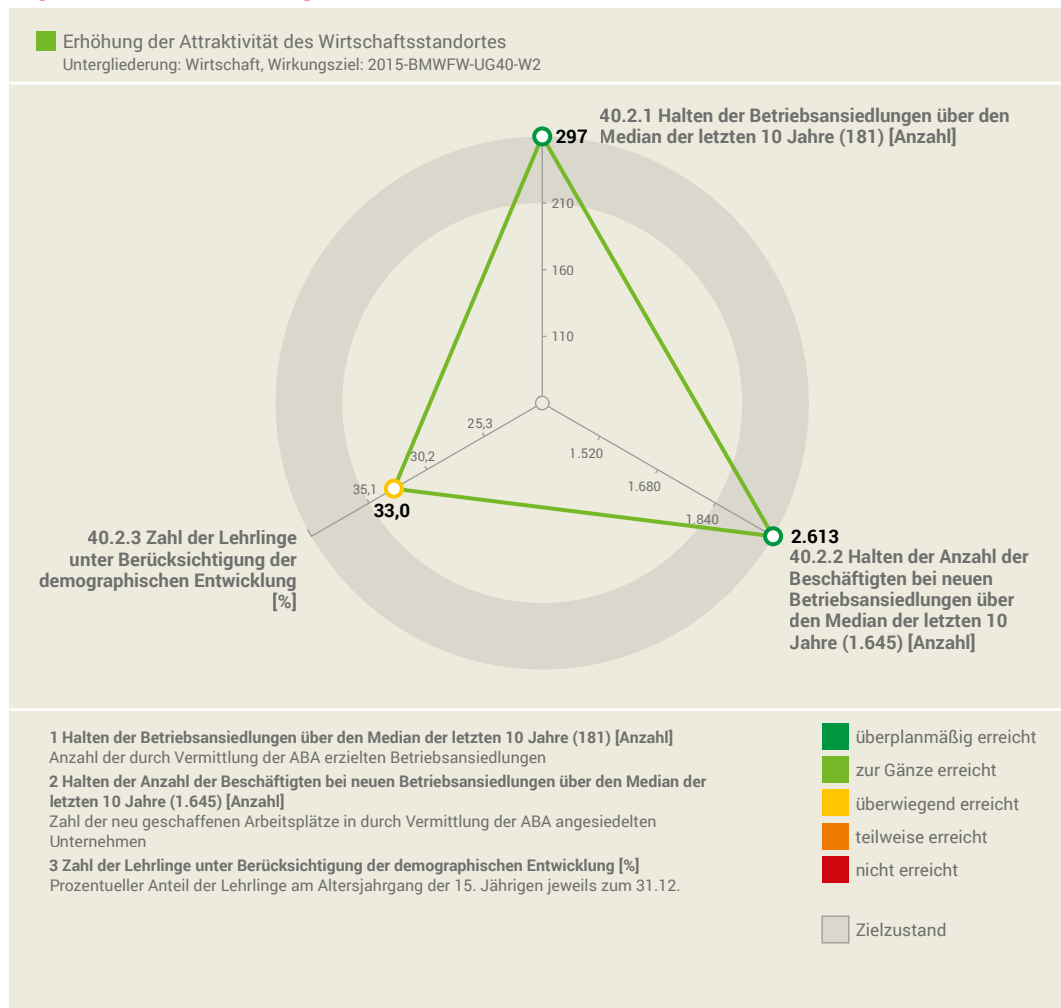 Erhöhung der Attraktivität des Wirtschaftsstandortes
Untergliederung: Wirtschaft, Wirkungsziel: 2015-BMWFW-UG40-W2
40.2.1 Halten der Betriebsansiedlungen über den
297 Median der letzten 10 Jahre (181) [Anzahl]
210
160
110
25,3
30,2
35,1
33,0
1.520
1.680
1.840
2.613
40.2.3 Zahl der Lehrlinge
unter Berücksichtigung der
demographischen Entwicklung
[%]
40.2.2 Halten der Anzahl der
Beschäftigten bei neuen
Betriebsansiedlungen über
den Median der letzten 10
Jahre (1.645) [Anzahl]
1 Halten der Betriebsansiedlungen über den Median der letzten 10 Jahre (181) [Anzahl]
Anzahl der durch Vermittlung der ABA erzielten Betriebsansiedlungen
2 Halten der Anzahl der Beschäftigten bei neuen Betriebsansiedlungen über den Median der
letzten 10 Jahre (1.645) [Anzahl]
Zahl der neu geschaffenen Arbeitsplätze in durch Vermittlung der ABA angesiedelten
Unternehmen
3 Zahl der Lehrlinge unter Berücksichtigung der demographischen Entwicklung [%]
Prozentueller Anteil der Lehrlinge am Altersjahrgang der 15. Jährigen jeweils zum 31.12.
überplanmäßig erreicht
zur Gänze erreicht
überwiegend erreicht
teilweise erreicht
nicht erreicht
Zielzustand